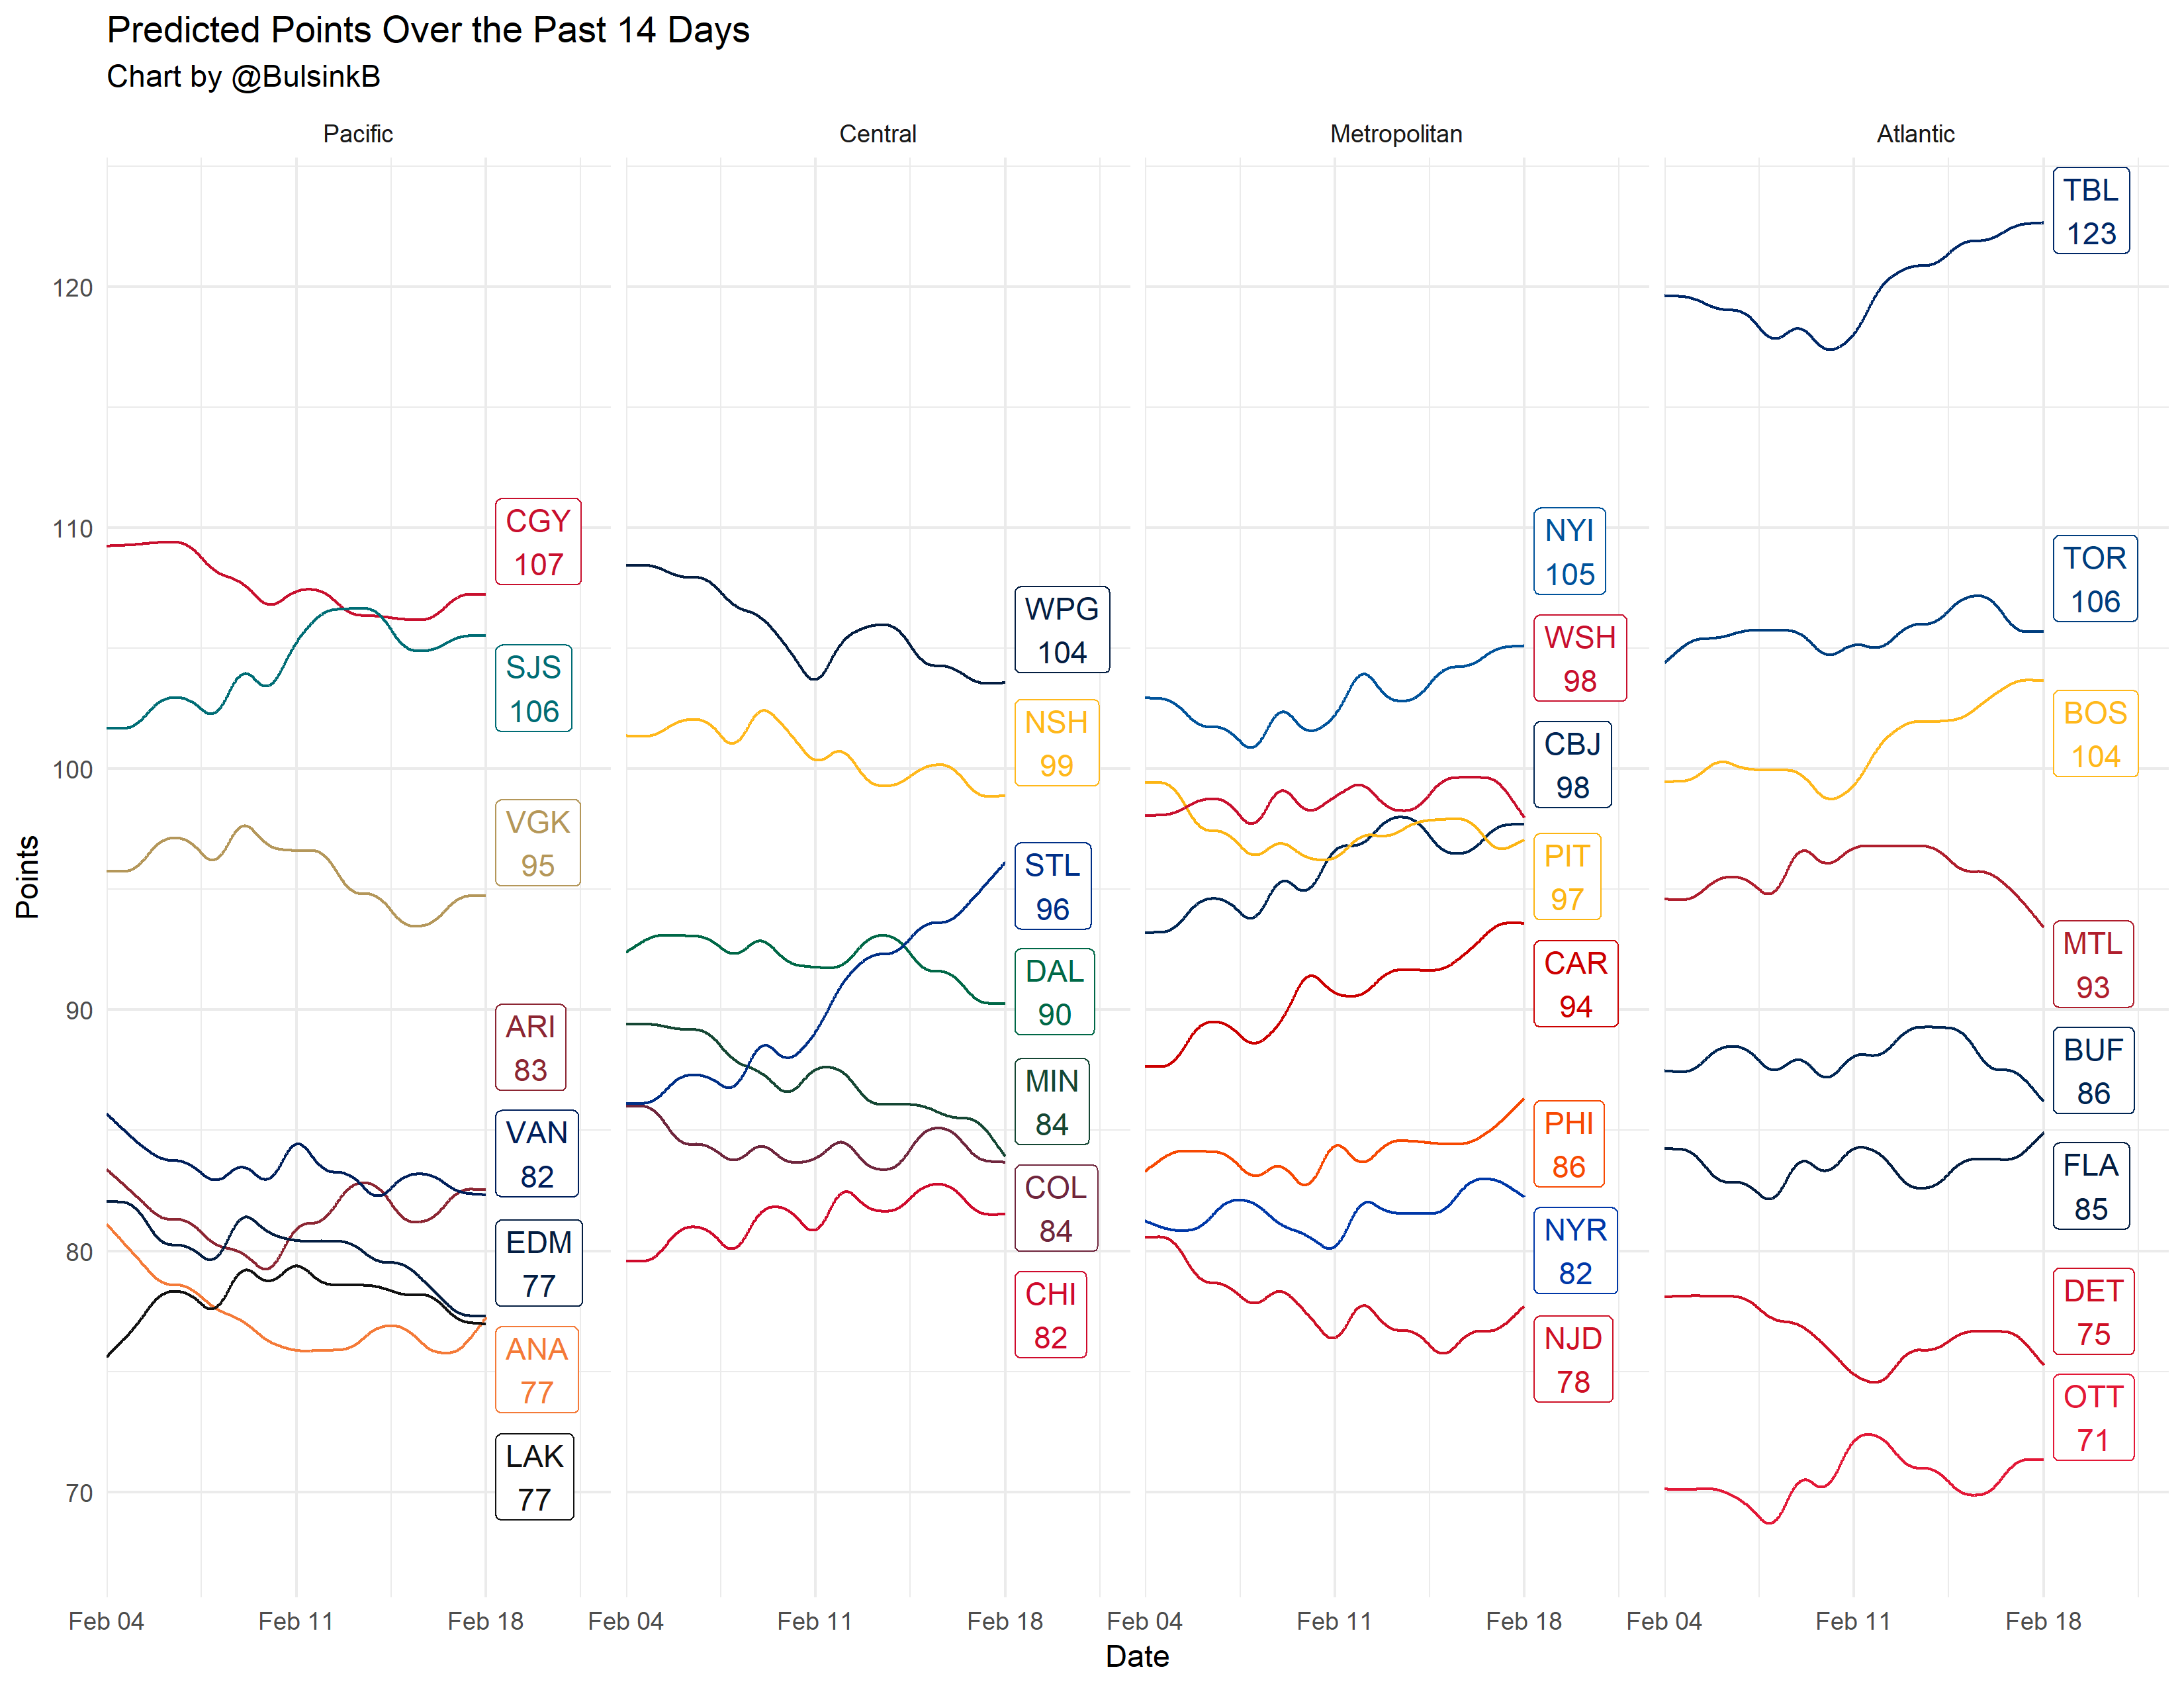 Predicted Points Over the Past 14 Days
Chart by @BulsinkB
Pacific
Central
Metropolitan
Atlantic
Points
120
110
100
90
80
70
CGY
107
SJS
106
VGK
95
ARI
83
VAN
82
EDM
77
ANA
77
LAK
77
WPG
104
NSH
99
STL
96
DAL
90
MIN
84
COL
84
CHI
82
NYI
105
WSH
98
CBJ
98
PIT
97
CAR
94
PHI
86
NYR
82
NJD
78
TBL
123
TOR
106
BOS
104
MTL
93
BUF
86
FLA
85
DET
75
OTT
71
Feb 04 Feb 11 Feb 18 Feb 04 Feb 11 Feb 18 Feb 04 Feb 11 Feb 18 Feb 04 Feb 11 Feb 18
Date